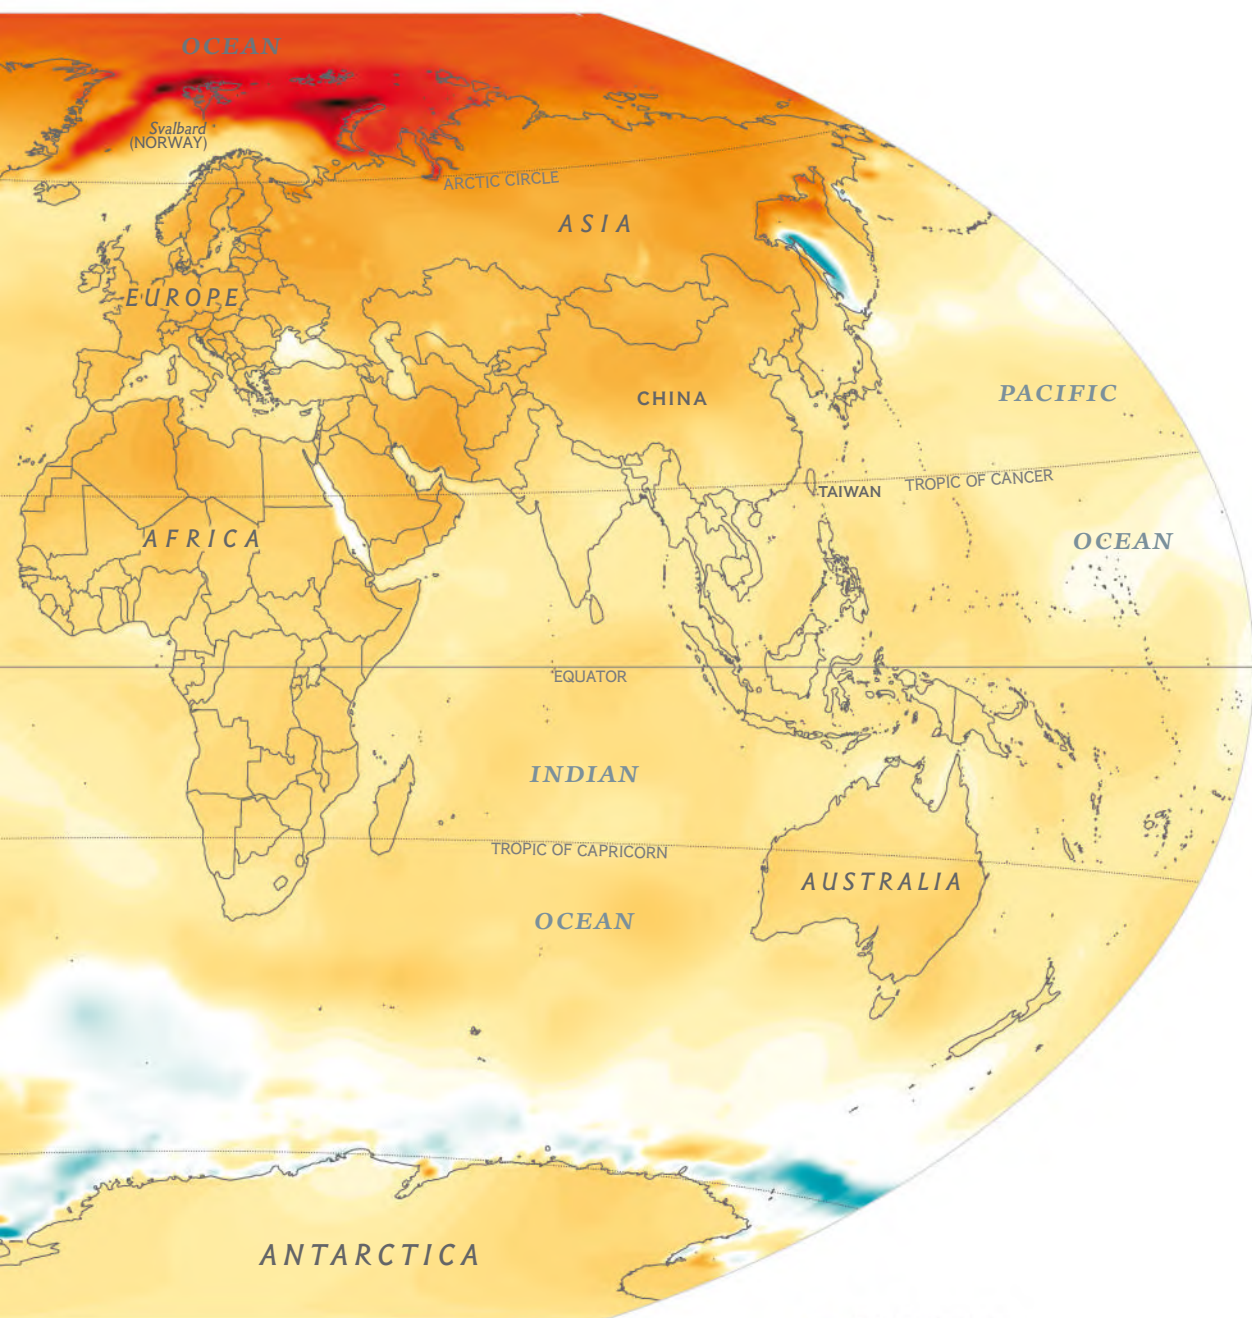 OCEAN
Svalbard
(NORWAY)
ARCTIC CIRCLE
ASIA
EUROPE
CHINA
PACIFIC
TAIWAN
TROPIC OF CANCER
AFRICA
OCEAN
EQUATOR
INDIAN
TROPIC OF CAPRICORN
AUSTRALIA
OCEAN
ANTARCTICA